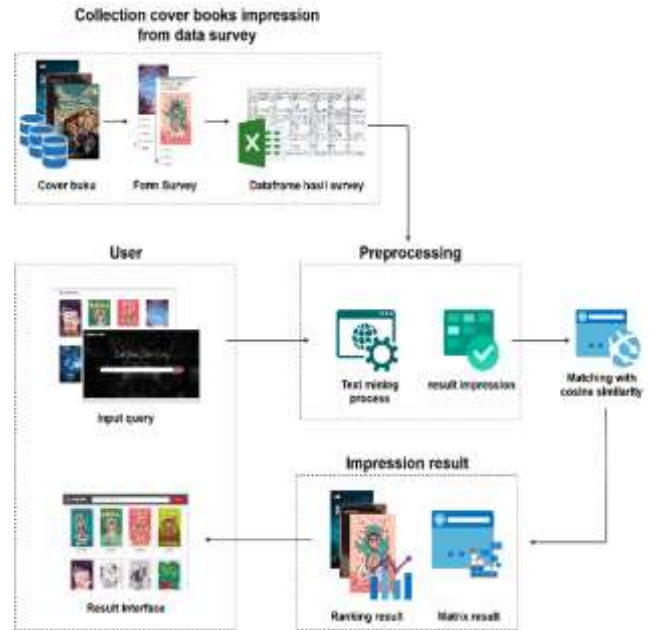 Collection cover books impression
from data survey
Cover buku
Form Survey
Dataframe hasil survey
User
Preprocessing
Input query
Text mining
process
result impression
Matching with
cosine similarity
Impression result
Result Interface
Ranking result
Matrix result